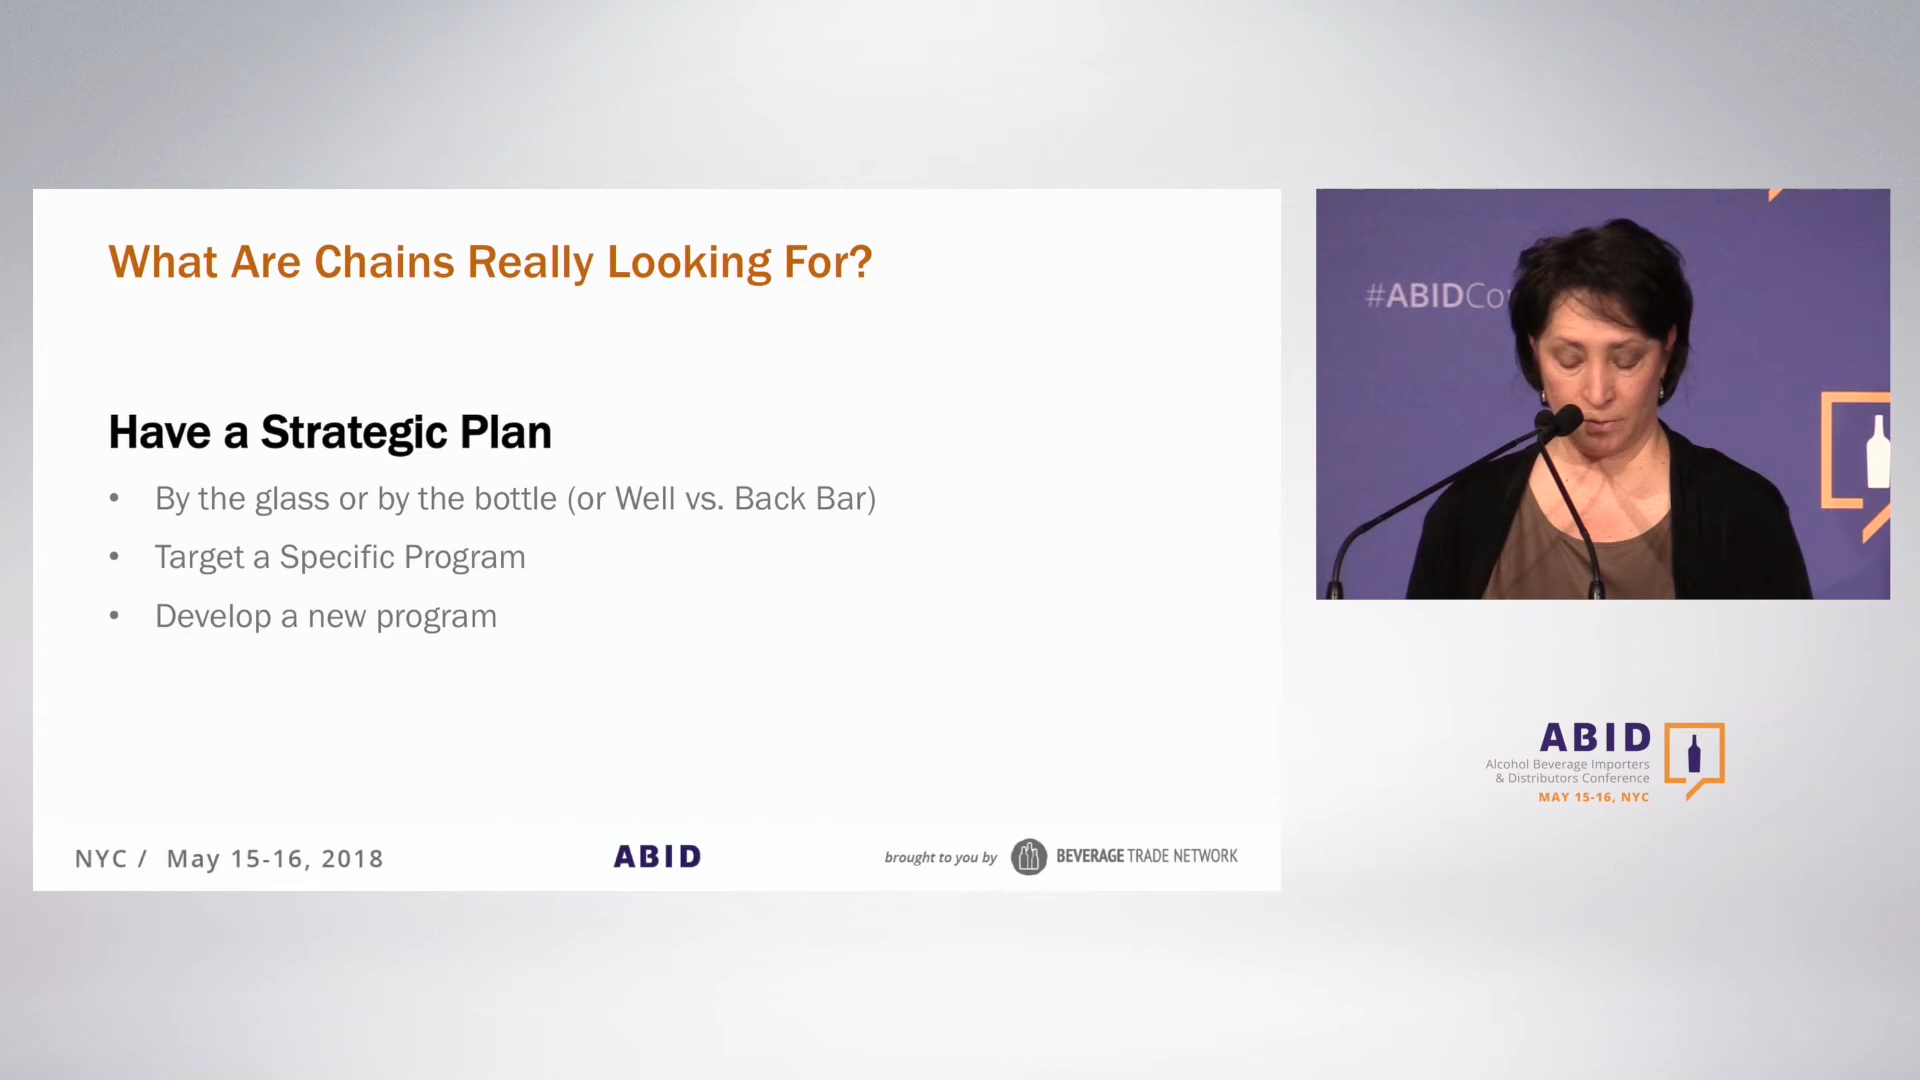 What Are Chains Really Looking For?
Have a Strategic Plan
• By the glass or by the bottle (or Well vs. Back Bar)
• Target a Specific Program
• Develop a new program
NYC / May 15-16, 2018
ABID
brought to you by
BEVERAGE TRADE NETWORK
#ABIDCo
ABID
Alcohol Beverage Importers
& Distributors Conference
MAY 15-16, NYC